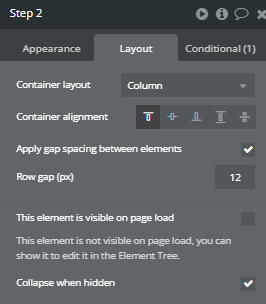 Step 2
Appearance Layout Conditional (1)
Container layout Column
Container alignment
Apply gap spacing between elements
Row gap (px) 12
This element is visible on page load
This element is not visible on page load, you can
show it to edit it in the Element Tree.
Collapse when hidden